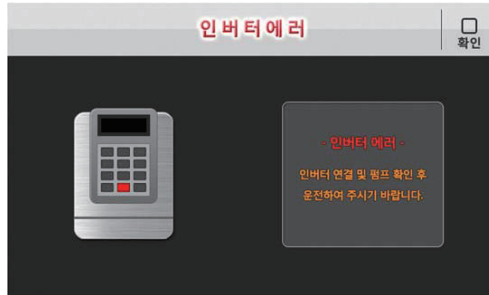 인버터에러
확인
- 인버터 에러 -
인버터 연결 및 펌프 확인 후
운전하여 주시기 바랍니다.